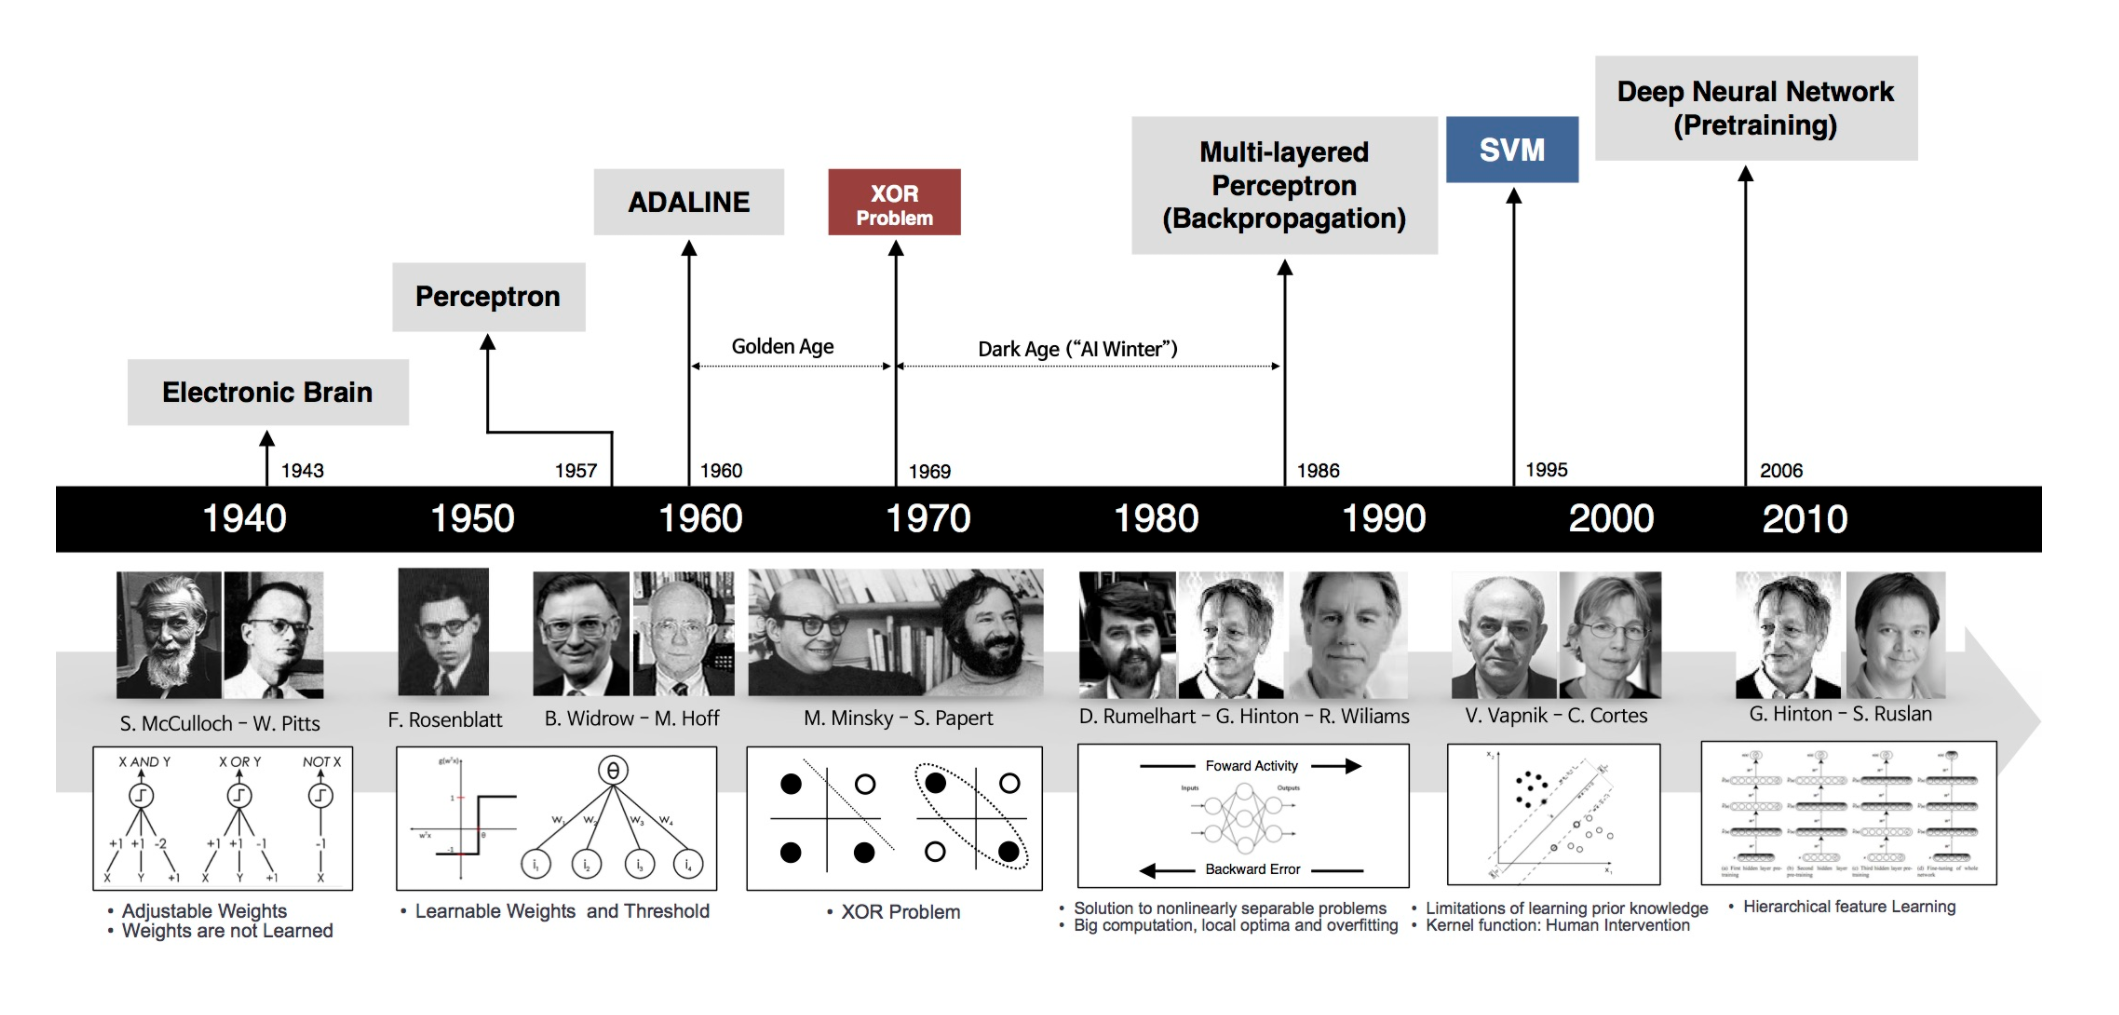 Deep Neural Network
(Pretraining)
Multi-layered
Perceptron
(Backpropagation)
SVM
ADALINE
XOR
Problem
Perceptron
Golden Age
Dark Age (“AI Winter”)
Electronic Brain
1943
1957
1960
1969
1986
1995
2006
1940
1950
1960
1970
1980
1990
2000
2010
S. McCulloch – W. Pitts
F. Rosenblatt
B. Widrow – M. Hoff
M. Minsky – S. Papert
D. Rumelhart – G. Hinton – R. Wiliams
V. Vapnik – C. Cortes
G. Hinton – S. Ruslan
X AND Y
X OR Y
NOT X
+1 +1 -2
+1 +1 -1
-1
X Y +1
X Y +1
X
1
-1
θ
θ
W₁ W₂ W₃ W₄
i₁ i₂ i₃ i₄
Foward Activity
Inputs
Outputs
Backward Error
X₂
X₁
• Adjustable Weights
• Weights are not Learned
• Learnable Weights and Threshold
• XOR Problem
• Solution to nonlinearly separable problems
• Big computation, local optima and overfitting
• Limitations of learning prior knowledge
• Kernel function: Human Intervention
• Hierarchical feature Learning